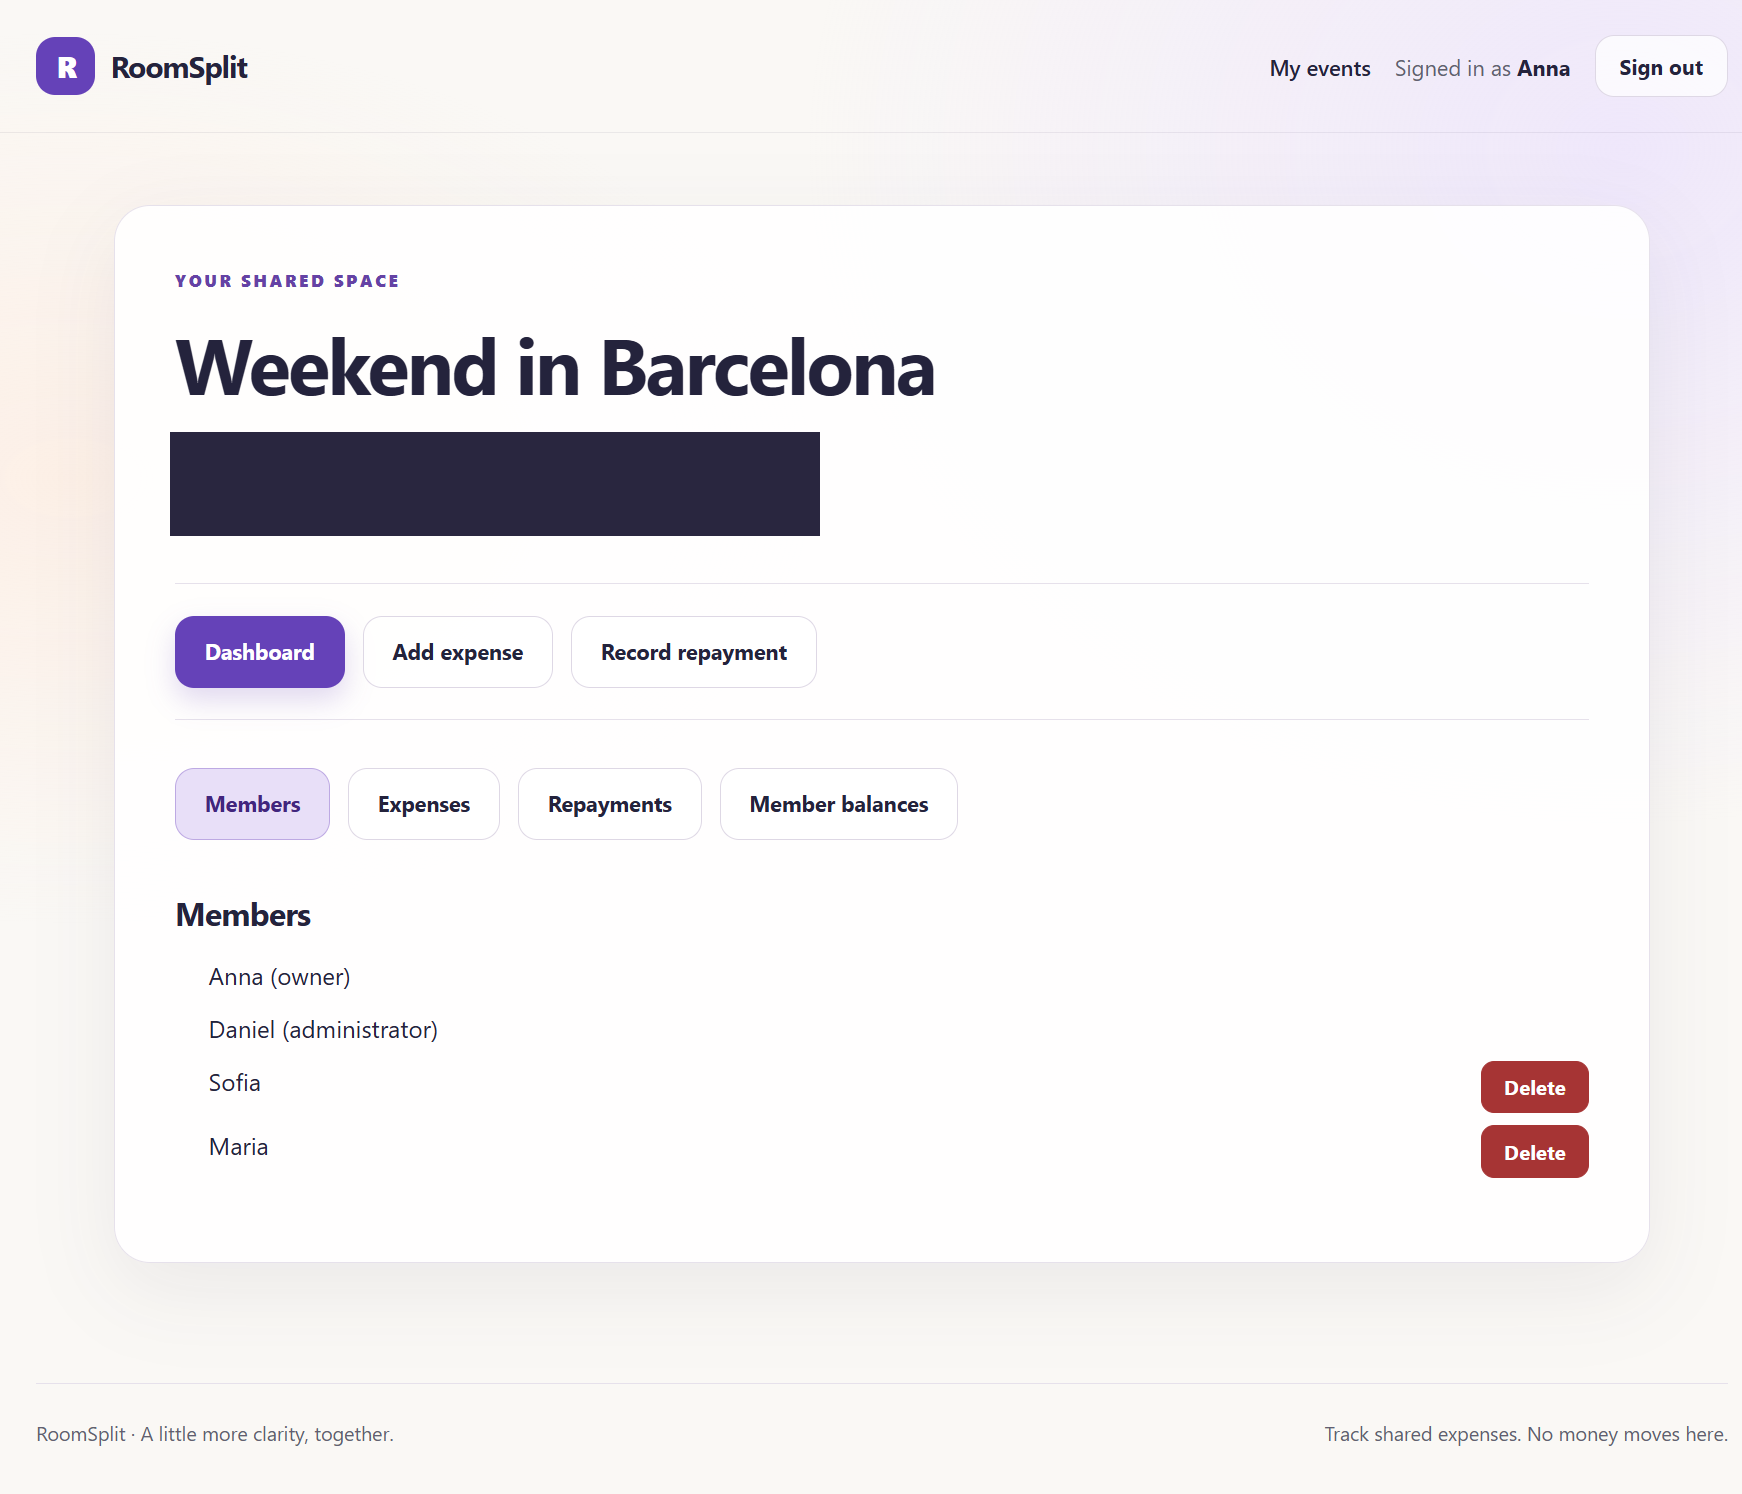 R RoomSplit
My events Signed in as Anna Sign out
YOUR SHARED SPACE
Weekend in Barcelona
Dashboard Add expense Record repayment
Members Expenses Repayments Member balances
Members
Anna (owner)
Daniel (administrator)
Sofia Delete
Maria Delete
RoomSplit · A little more clarity, together.
Track shared expenses. No money moves here.